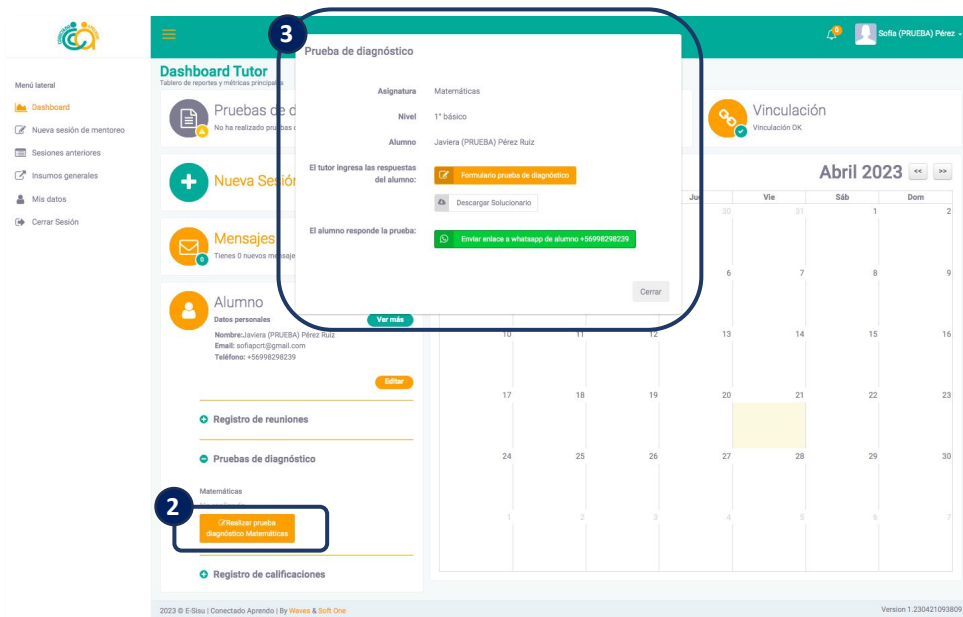 CONECTADO APRENDO
Sofía (PRUEBA) Pérez
0
Menú lateral
Dashboard
Nueva sesión de mentoreo
Sesiones anteriores
Insumos generales
Mis datos
Cerrar Sesión
Dashboard Tutor
Tablero de reportes y métricas principales
Pruebas de d
No ha realizado pruebas
Nueva Sesión
Mensajes
Tienes 0 nuevos mensaje
0
3
Prueba de diagnóstico
Asignatura Matemáticas
Nivel 1° básico
Alumno Javiera (PRUEBA) Pérez Ruiz
El tutor ingresa las respuestas
del alumno:
Formulario prueba de diagnóstico
Descargar Solucionario
El alumno responde la prueba:
Enviar enlace a whatsapp de alumno +56998298239
Cerrar
Vinculación
Vinculación OK
Abril 2023 << >>
Vie Sáb Dom
30 31 1 2
6 7 8 9
10 11 12 13 14 15 16
17 18 19 20 21 22 23
24 25 26 27 28 29 30
1 2 3 4 5 6 7
Alumno
Datos personales
Ver más
Nombre:Javiera (PRUEBA) Pérez Ruiz
Email: sofiapcrt@gmail.com
Teléfono: +56998298239
Editar
Registro de reuniones
Pruebas de diagnóstico
Matemáticas
2
Realizar prueba
diagnóstico Matemáticas
Registro de calificaciones
2023 © E-Sisu | Conectado Aprendo | By Waves & Soft One
Version 1.230421093809